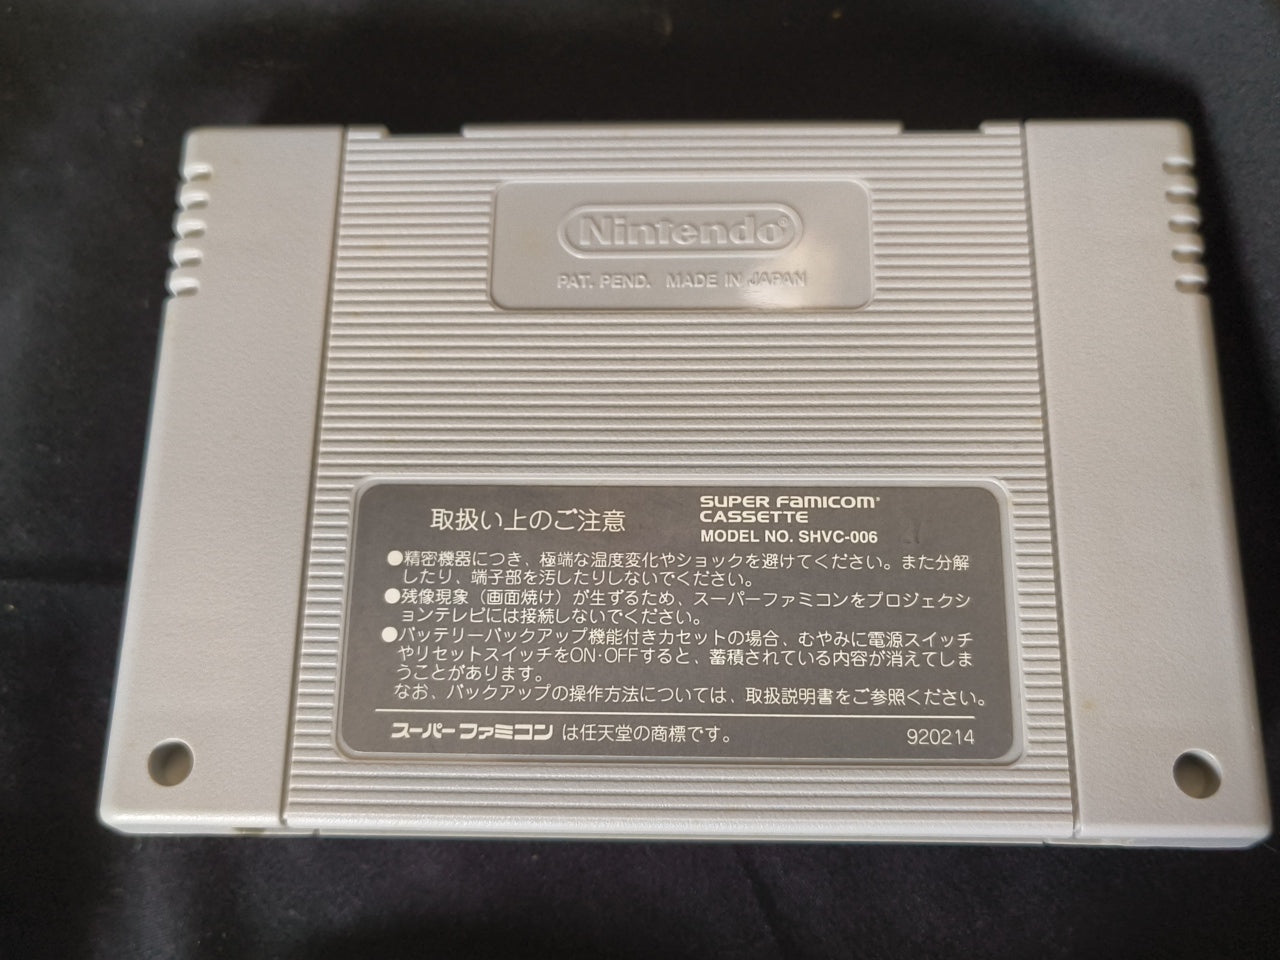 Nintendo®
PAT. PEND. MADE IN JAPAN
取扱い上のご注意
SUPER FAMICOM®
CASSETTE
MODEL NO. SHVC-006
●精密機器につき、極端な温度変化やショックを避けてください。また分解
したり、端子部を汚したりしないでください。
●残像現象（画面焼け）が生ずるため、スーパーファミコンをプロジェクシ
ョンテレビには接続しないでください。
●バッテリーバックアップ機能付きカセットの場合、むやみに電源スイッチ
やリセットスイッチをON・OFFすると、蓄積されている内容が消えてしま
うことがあります。
なお、バックアップの操作方法については、取扱説明書をご参照ください。
スーパーファミコン は任天堂の商標です。
920214